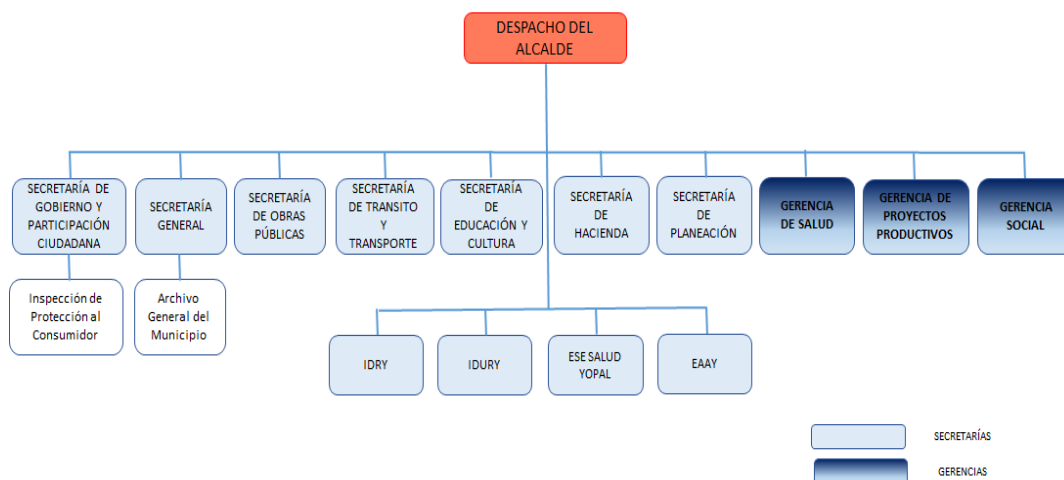 DESPACHO DEL
ALCALDE
SECRETARÍA DE
GOBIERNO Y
PARTICIPACIÓN
CIUDADANA
SECRETARÍA
GENERAL
SECRETARÍA
DE OBRAS
PÚBLICAS
SECRETARÍA
DE TRANSITO
Y
TRANSPORTE
SECRETARÍA
DE
EDUCACIÓN Y
CULTURA
SECRETARÍA
DE
HACIENDA
SECRETARÍA
DE
PLANEACIÓN
GERENCIA
DE SALUD
GERENCIA DE
PROYECTOS
PRODUCTIVOS
GERENCIA
SOCIAL
Inspección de
Protección al
Consumidor
Archivo
General del
Municipio
IDRY
IDURY
ESE SALUD
YOPAL
EAAY
SECRETARÍAS
GERENCIAS